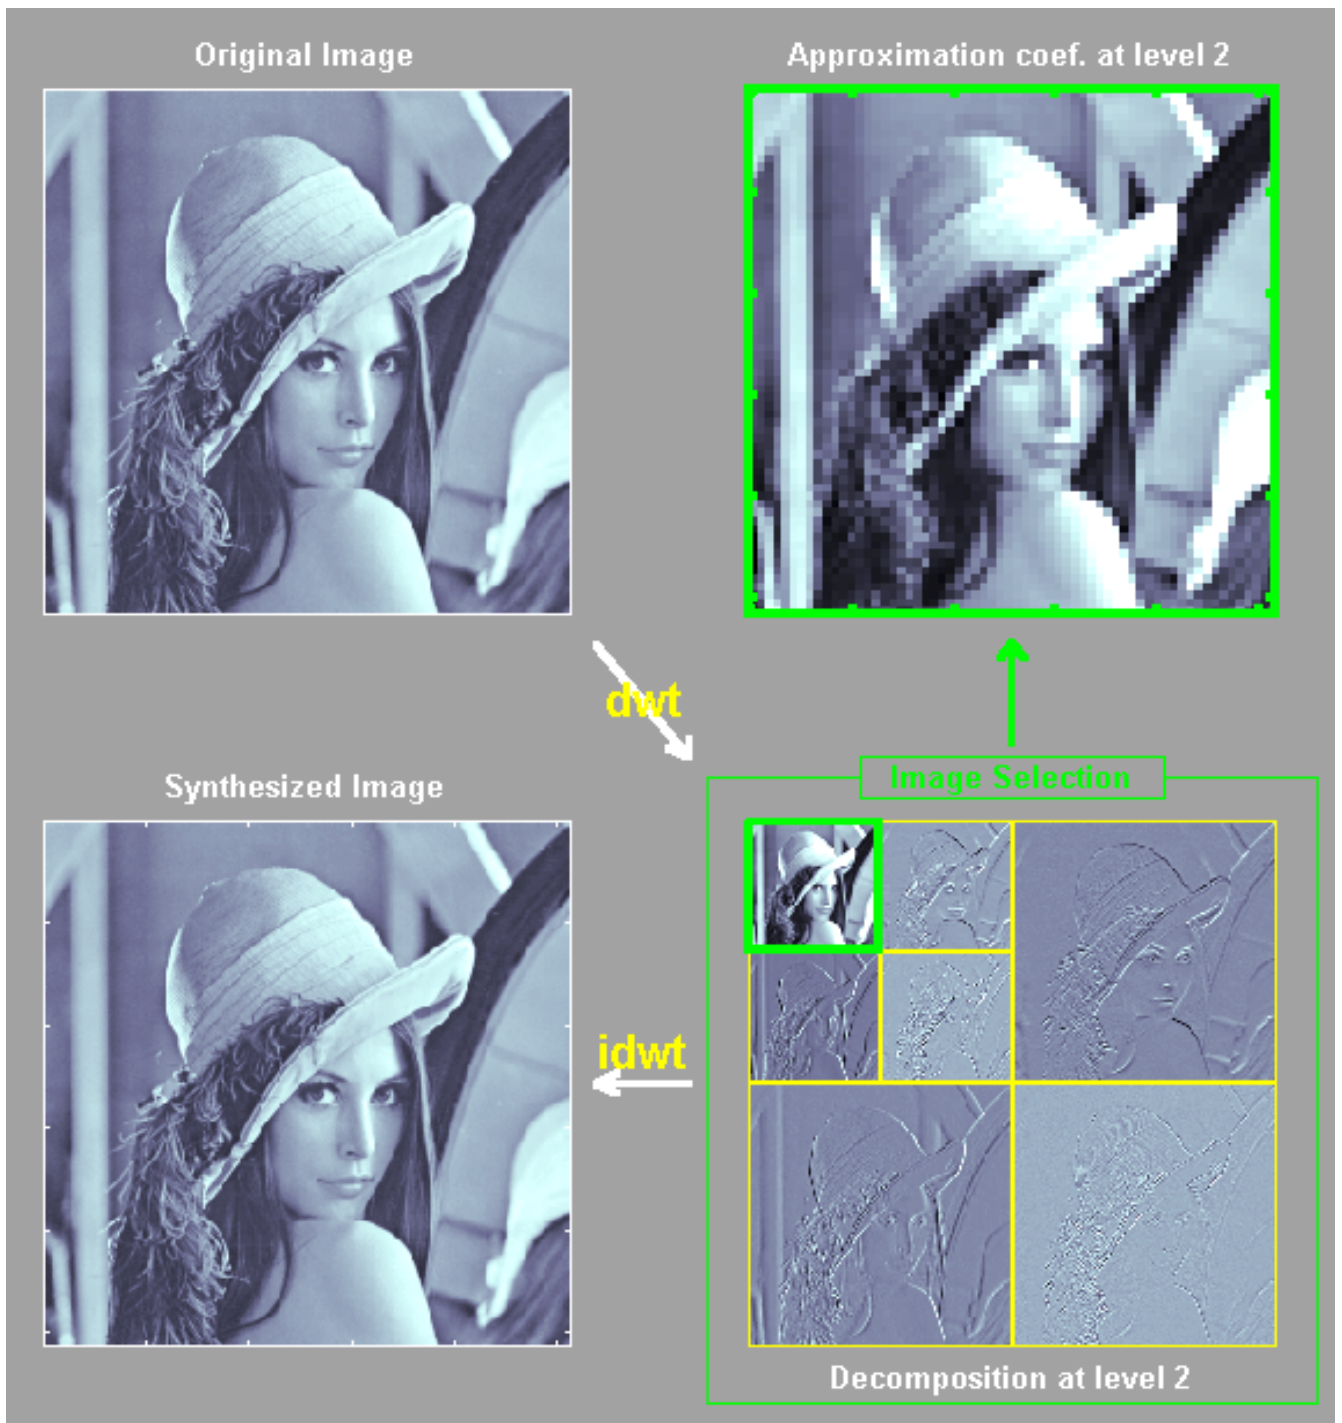 Original Image
Approximation coef. at level 2
dwt
Synthesized Image
Image Selection
idwt
Decomposition at level 2